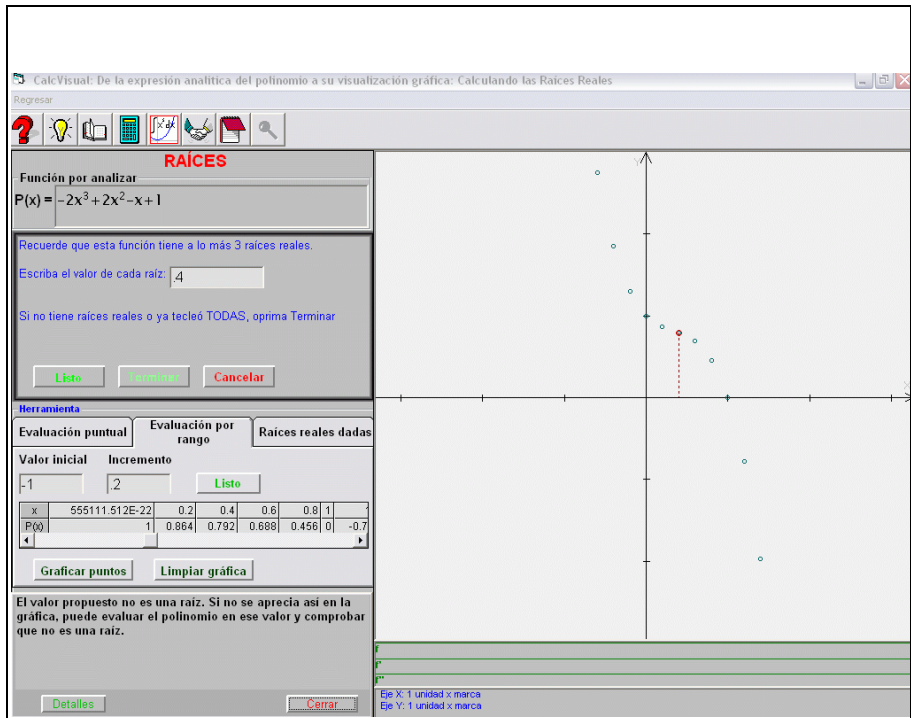 CalcVisual: De la expresión analítica del polinomio a su visualización gráfica: Calculando las Raíces Reales
Regresar
RAÍCES
Función por analizar
P(x) = -2x³+2x²-x+1
Recuerde que esta función tiene a lo más 3 raíces reales.
Escriba el valor de cada raíz: .4
Si no tiene raíces reales o ya tecleó TODAS, oprima Terminar
Listo Terminar Cancelar
Herramienta
Evaluación puntual Evaluación por rango Raíces reales dadas
Valor inicial Incremento
-1 .2 Listo
x 555111.512E-22 0.2 0.4 0.6 0.8 1
P(x) 1 0.864 0.792 0.688 0.456 0 -0.7
Graficar puntos Limpiar gráfica
El valor propuesto no es una raíz. Si no se aprecia así en la
gráfica, puede evaluar el polinomio en ese valor y comprobar
que no es una raíz.
Detalles Cerrar
Y
X
f
f'
f''
Eje X: 1 unidad x marca
Eje Y: 1 unidad x marca